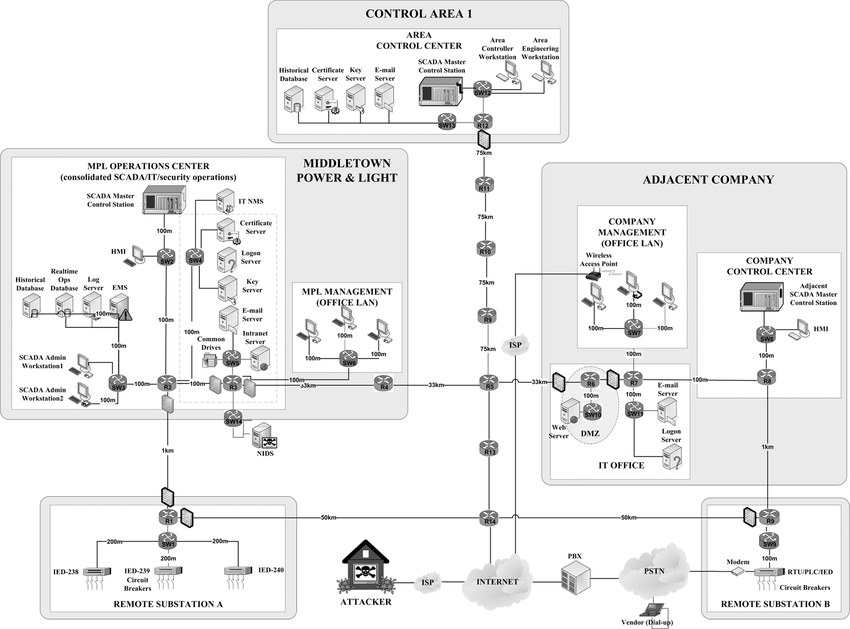 CONTROL AREA 1
AREA
CONTROL CENTER
Area
Controller
Workstation
Area
Engineering
Workstation
Historical
Database
Certificate
Server
Key
Server
E-mail
Server
SCADA Master
Control Station
SW12
SW13
R12
75km
R11
75km
R10
75km
R9
75km
MIDDLETOWN
POWER & LIGHT
MPL OPERATIONS CENTER
(consolidated SCADA/IT/security operations)
SCADA Master
Control Station
100m
HMI
SW2
IT NMS
Certificate
Server
SW4
Logon
Server
Key
Server
E-mail
Server
Intranet
Server
Common
Drives
SW5
Historical
Database
Realtime
Ops
Database
Log
Server
EMS
100m
100m
100m
100m
SCADA Admin
Workstation1
SCADA Admin
Workstation2
SW3
100m
R2
100m
R3
100m
33km
R4
33km
R5
33km
SW14
NIDS
MPL MANAGEMENT
(OFFICE LAN)
100m
SW6
100m
ADJACENT COMPANY
COMPANY
MANAGEMENT
(OFFICE LAN)
Wireless
Access Point
100m
100m
100m
SW7
100m
ISP
COMPANY
CONTROL CENTER
Adjacent
SCADA Master
Control Station
100m
SW8
HMI
100m
R8
100m
R6
100m
SW10
Web
Server
DMZ
R7
100m
SW11
E-mail
Server
Logon
Server
100m
IT OFFICE
1km
1km
R13
R14
R1
50km
50km
R9
SW1
200m
200m
200m
IED-238
IED-239
Circuit
Breakers
IED-240
REMOTE SUBSTATION A
ATTACKER
ISP
INTERNET
PBX
PSTN
Vendor (Dial-up)
Modem
SW9
100m
RTU/PLC/IED
Circuit Breakers
REMOTE SUBSTATION B